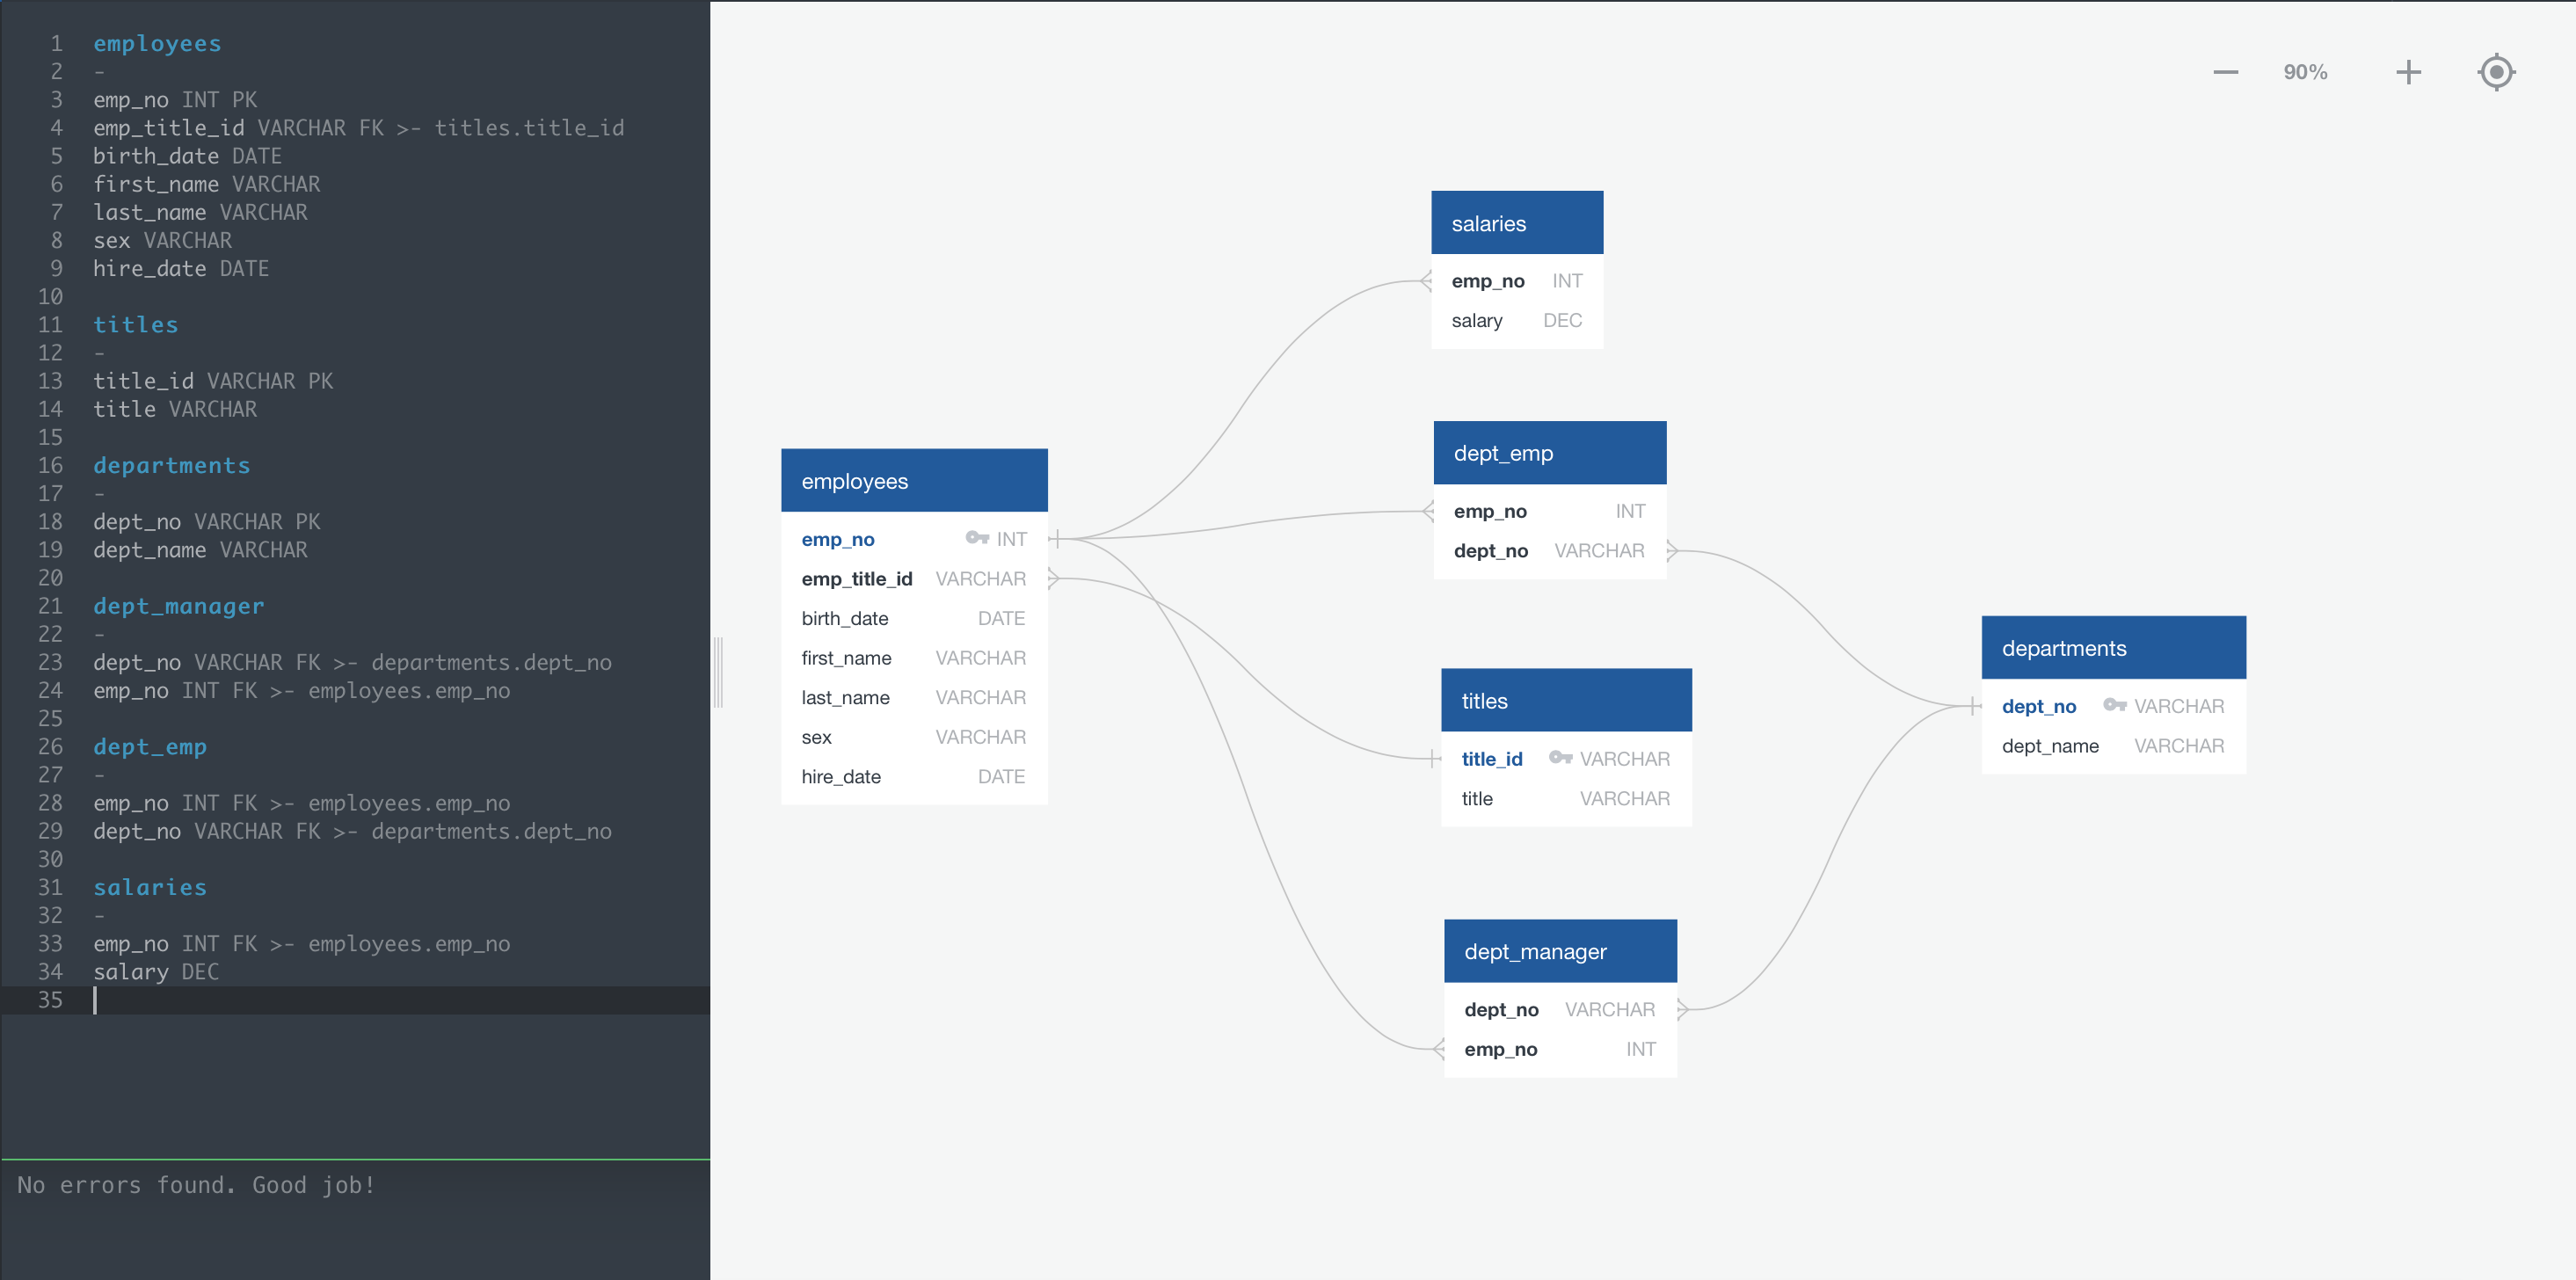 1 employees
2 -
3 emp_no INT PK
4 emp_title_id VARCHAR FK >- titles.title_id
5 birth_date DATE
6 first_name VARCHAR
7 last_name VARCHAR
8 sex VARCHAR
9 hire_date DATE
10
11 titles
12 -
13 title_id VARCHAR PK
14 title VARCHAR
15
16 departments
17 -
18 dept_no VARCHAR PK
19 dept_name VARCHAR
20
21 dept_manager
22 -
23 dept_no VARCHAR FK >- departments.dept_no
24 emp_no INT FK >- employees.emp_no
25
26 dept_emp
27 -
28 emp_no INT FK >- employees.emp_no
29 dept_no VARCHAR FK >- departments.dept_no
30
31 salaries
32 -
33 emp_no INT FK >- employees.emp_no
34 salary DEC
35
No errors found. Good job!
90%
employees
emp_no INT
emp_title_id VARCHAR
birth_date DATE
first_name VARCHAR
last_name VARCHAR
sex VARCHAR
hire_date DATE
salaries
emp_no INT
salary DEC
dept_emp
emp_no INT
dept_no VARCHAR
titles
title_id VARCHAR
title VARCHAR
dept_manager
dept_no VARCHAR
emp_no INT
departments
dept_no VARCHAR
dept_name VARCHAR